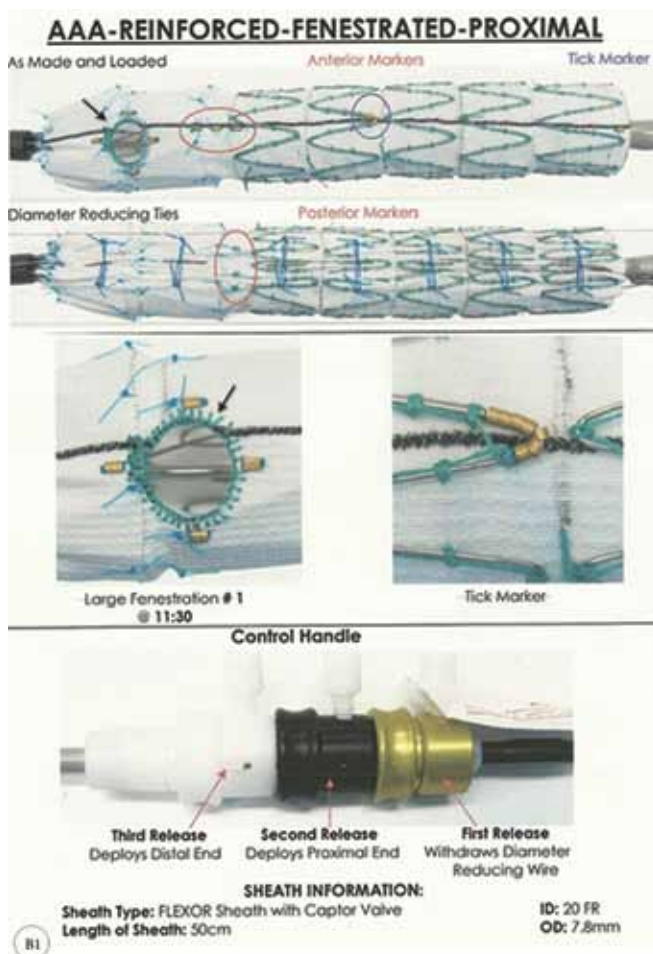 AAA-REINFORCED-FENESTRATED-PROXIMAL
As Made and Loaded
Anterior Markers
Tick Marker
Diameter Reducing Ties
Posterior Markers
Large Fenestration # 1
@ 11:30
Tick Marker
Control Handle
Third Release
Deploys Distal End
Second Release
Deploys Proximal End
First Release
Withdraws Diameter
Reducing Wire
SHEATH INFORMATION:
Sheath Type: FLEXOR Sheath with Captor Valve
ID: 20 FR
Length of Sheath: 50cm
OD: 7.8mm
B1